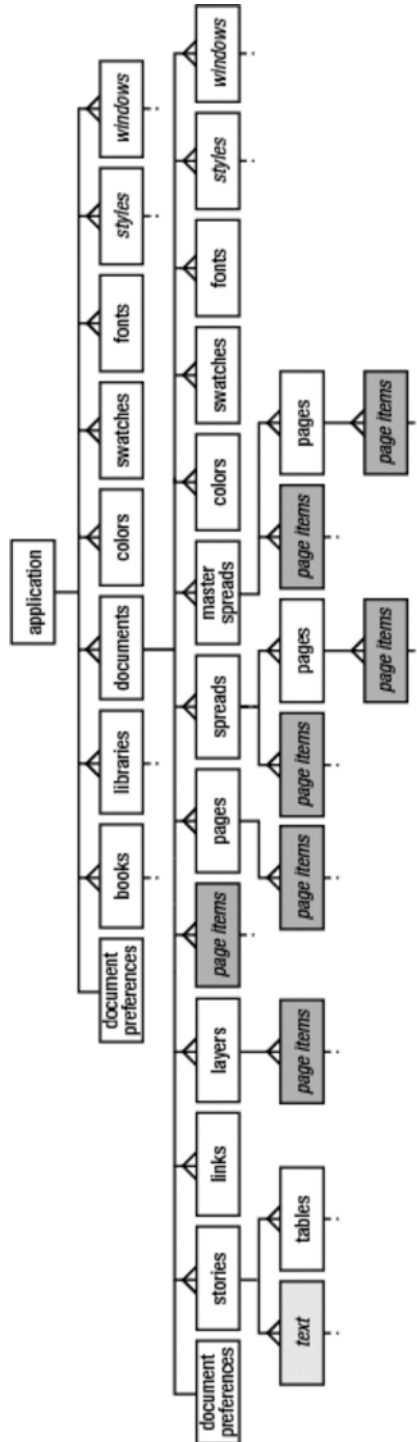 application
document
preferences
books
libraries
documents
colors
swatches
fonts
styles
windows
document
preferences
stories
links
layers
page items
pages
spreads
master
spreads
colors
swatches
fonts
styles
windows
text
tables
page items
page items
page items
pages
page items
pages
page items
page items